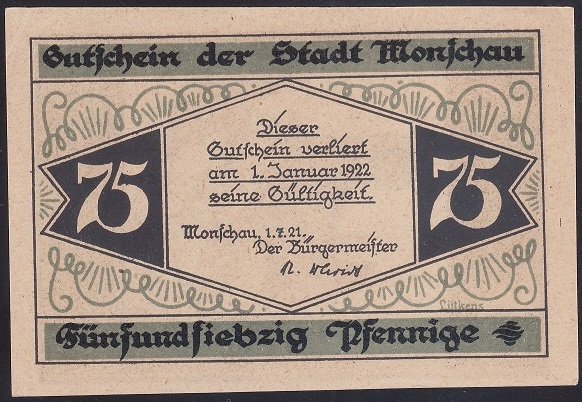 Gutschein der Stadt Monschau
Dieser
Gutschein verliert
am 1. Januar 1922
seine Gültigkeit.
75
75
Monschau, 1.7.21.
Der Bürgermeister
Lütkens
Fünfundsiebzig Pfennige